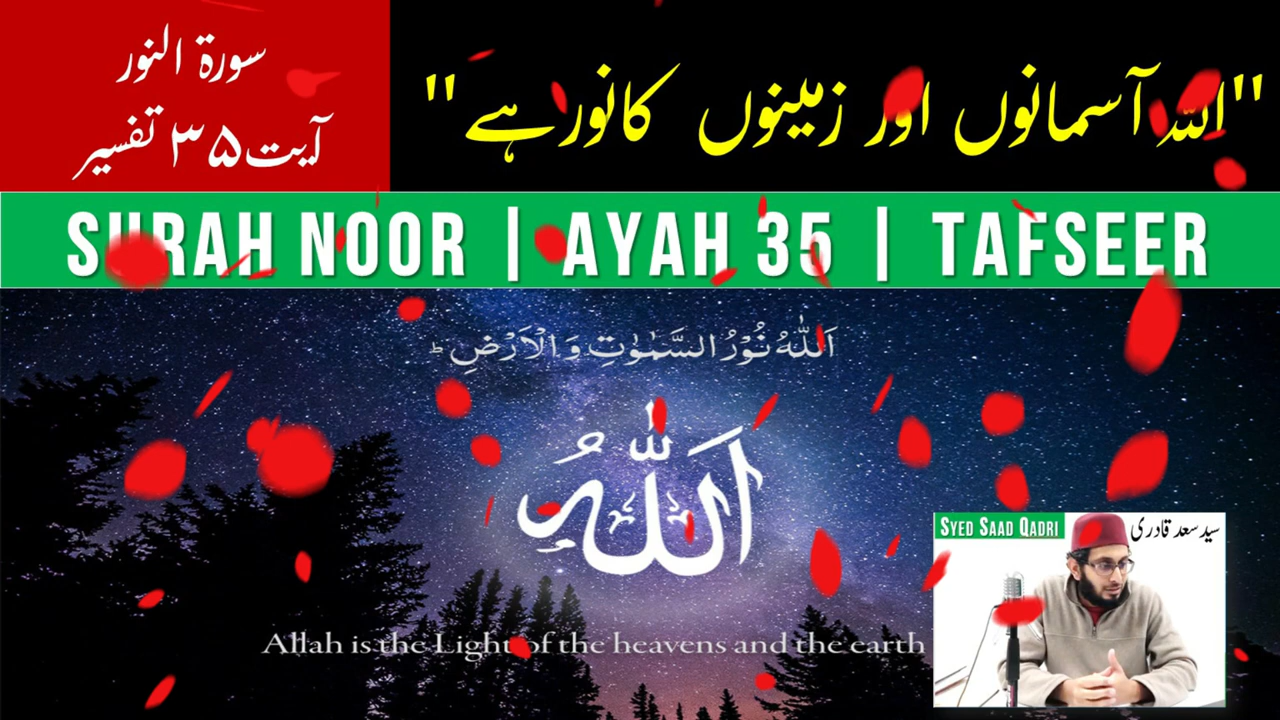 سورۃ النور
آیت ۳۵ تفسیر
"اللہ آسمانوں اور زمینوں کا نور ہے"
SURAH NOOR | AYAH 35 | TAFSEER
اَللّٰهُ نُوْرُ السَّمٰوٰتِ وَ الْاَرْضِ ؕ
اَللّٰهُ
Allah is the Light of the heavens and the earth
SYED SAAD QADRI
سید سعد قادری